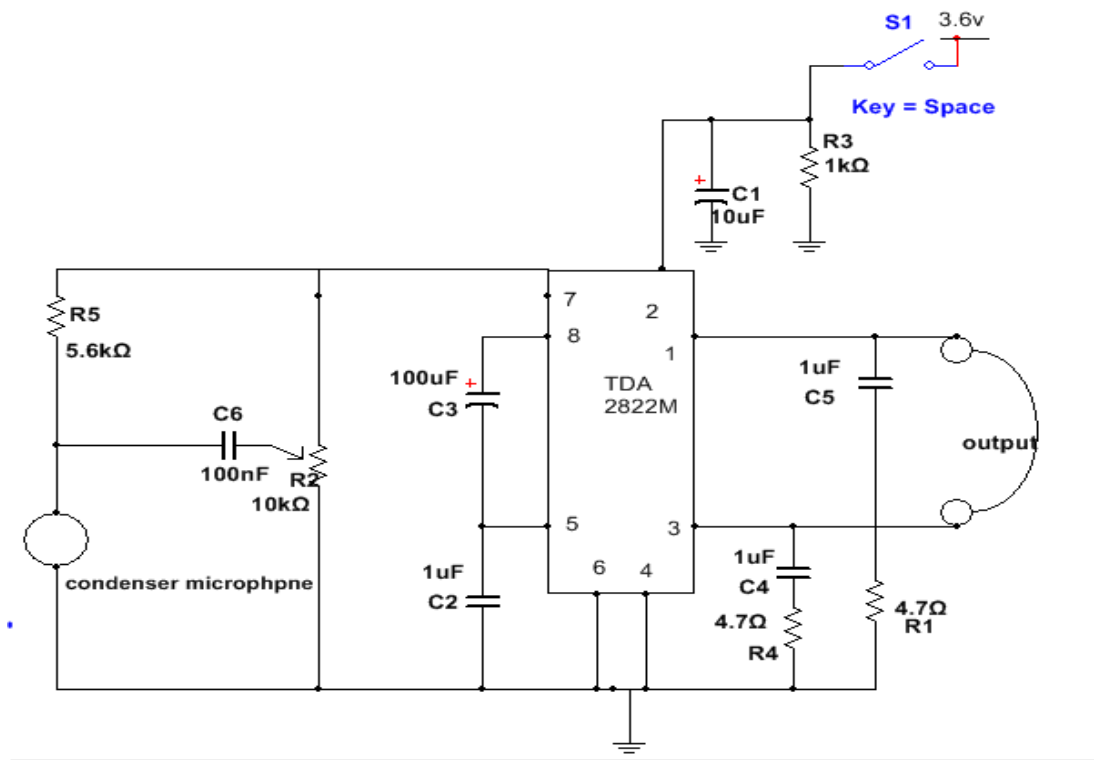 S1 3.6v
Key = Space
R3
1kΩ
C1
10uF
R5
5.6kΩ
7
2
8
1
100uF
C3
TDA
2822M
1uF
C5
C6
100nF
R2
10kΩ
output
5
3
6 4
1uF
C2
1uF
C4
condenser microphpne
4.7Ω
R1
4.7Ω
R4
+
+